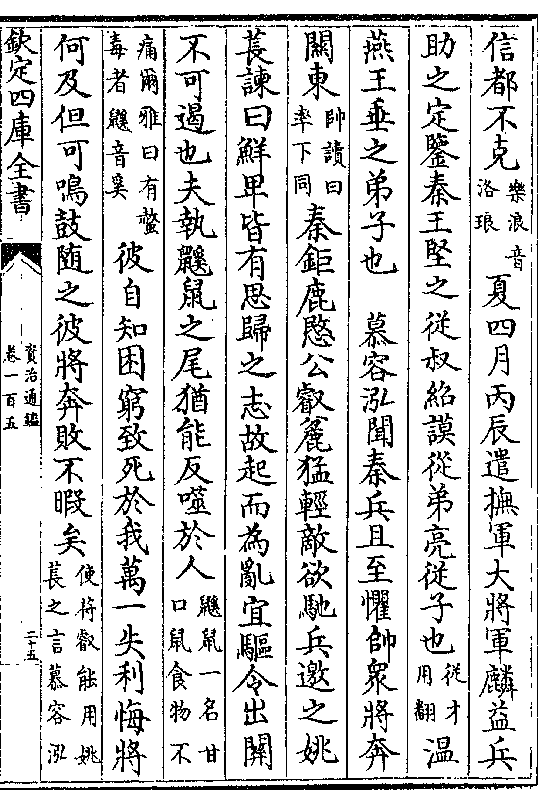 信都不克樂浪音洛琅夏四月丙辰遣撫軍大將軍麟益兵
助之定鑒秦王堅之從叔紹謨從弟亮從子也從才用翻温
燕王垂之弟子也 慕容泓聞秦兵且至懼帥衆將奔
關東帥讀曰率下同秦鉅鹿愍公叡麄猛輕敵欲馳兵邀之姚
萇諫曰鮮卑皆有思歸之志故起而為亂宜驅令出關
不可遏也夫執鼷鼠之尾猶能反噬於人鼷鼠一名甘口鼠食物不
痛爾雅曰有螫毒者鼷音奚彼自知困窮致死於我萬一失利悔將
何及但可鳴鼓随之彼將奔敗不暇矣使苻叡能用姚萇之言慕容泓
欽定四庫全書
資治通鑑
卷一百五
二十五